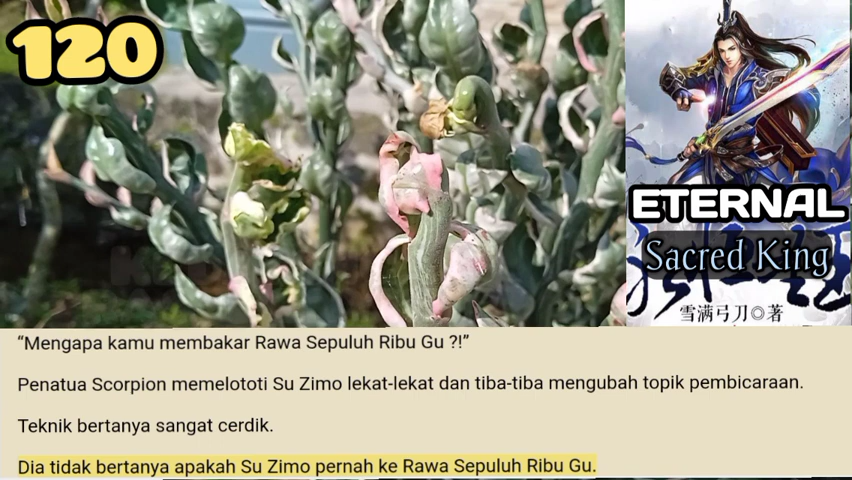 120
ETERNAL
Sacred King
雪满弓刀◎著
“Mengapa kamu membakar Rawa Sepuluh Ribu Gu ?!”
Penatua Scorpion memelototi Su Zimo lekat-lekat dan tiba-tiba mengubah topik pembicaraan.
Teknik bertanya sangat cerdik.
Dia tidak bertanya apakah Su Zimo pernah ke Rawa Sepuluh Ribu Gu.